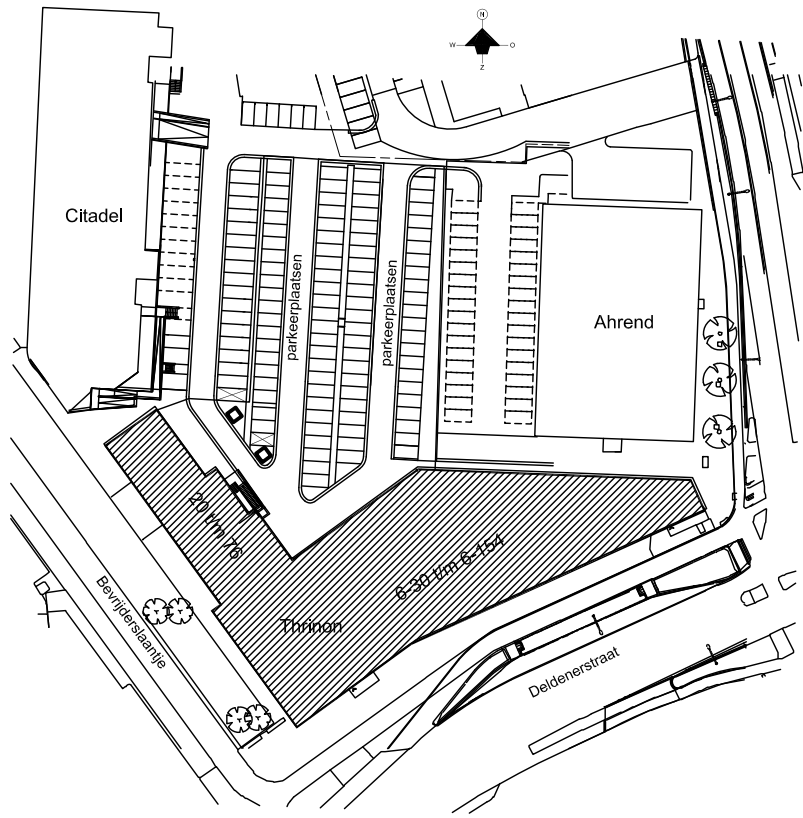 N
W O
Z
Citadel
parkeerplaatsen
parkeerplaatsen
Ahrend
20 t/m 76
6-30 t/m 6-154
Thrinon
Bevrijderslaantje
Deldenerstraat